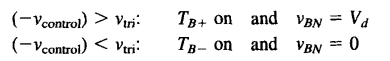 (−v_control) > v_tri: T_B+ on and v_BN = V_d
(−v_control) < v_tri: T_B− on and v_BN = 0